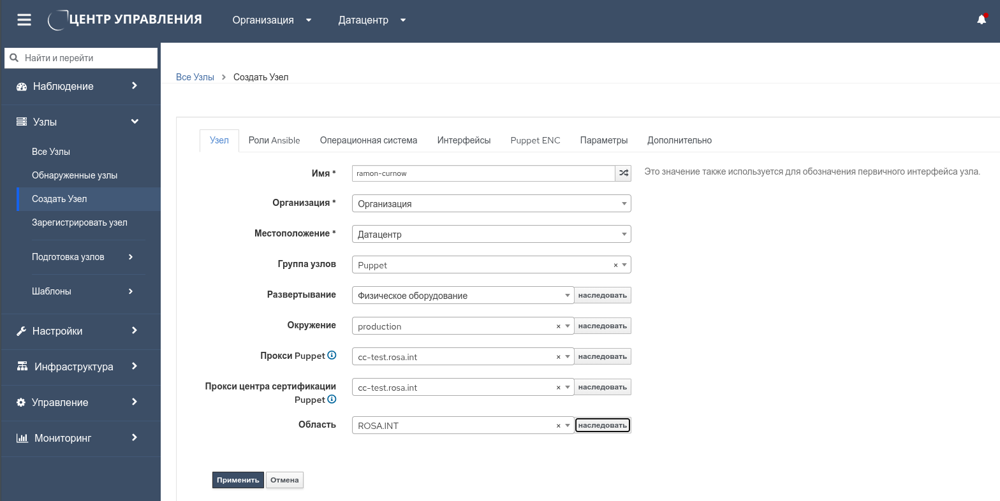 ЦЕНТР УПРАВЛЕНИЯ
Организация
Датацентр
Найти и перейти
Наблюдение
Узлы
Все Узлы
Обнаруженные узлы
Создать Узел
Зарегистрировать узел
Подготовка узлов
Шаблоны
Настройки
Инфраструктура
Управление
Мониторинг
Все Узлы > Создать Узел
Узел Роли Ansible Операционная система Интерфейсы Puppet ENC Параметры Дополнительно
Имя * ramon-curnow Это значение также используется для обозначения первичного интерфейса узла.
Организация * Организация
Местоположение * Датацентр
Группа узлов Puppet ×
Развертывание Физическое оборудование наследовать
Окружение production × наследовать
Прокси Puppet cc-test.rosa.int × наследовать
Прокси центра сертификации cc-test.rosa.int × наследовать
Puppet
Область ROSA.INT × наследовать
Применить Отмена